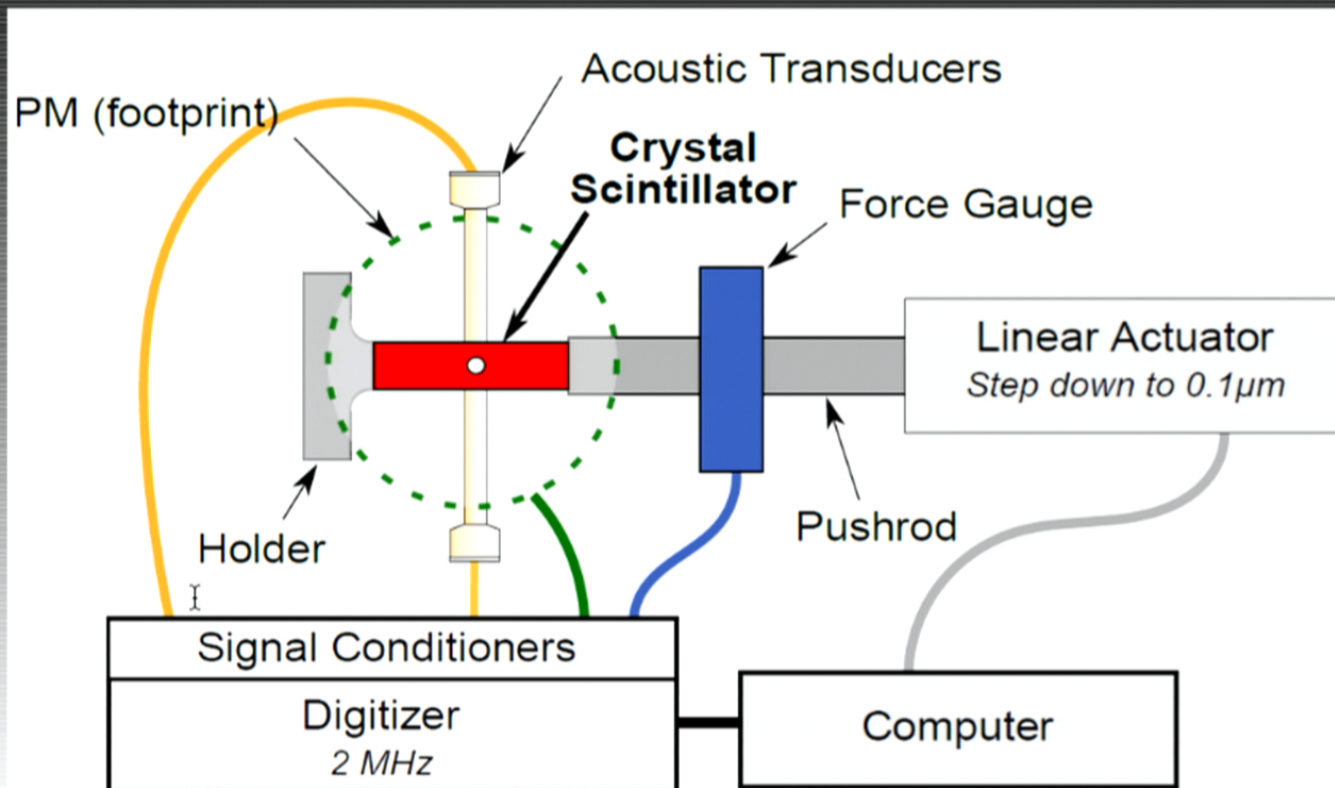 Acoustic Transducers
PM (footprint)
Crystal
Scintillator
Force Gauge
Linear Actuator
Step down to 0.1µm
Pushrod
Holder
Signal Conditioners
Digitizer
2 MHz
Computer